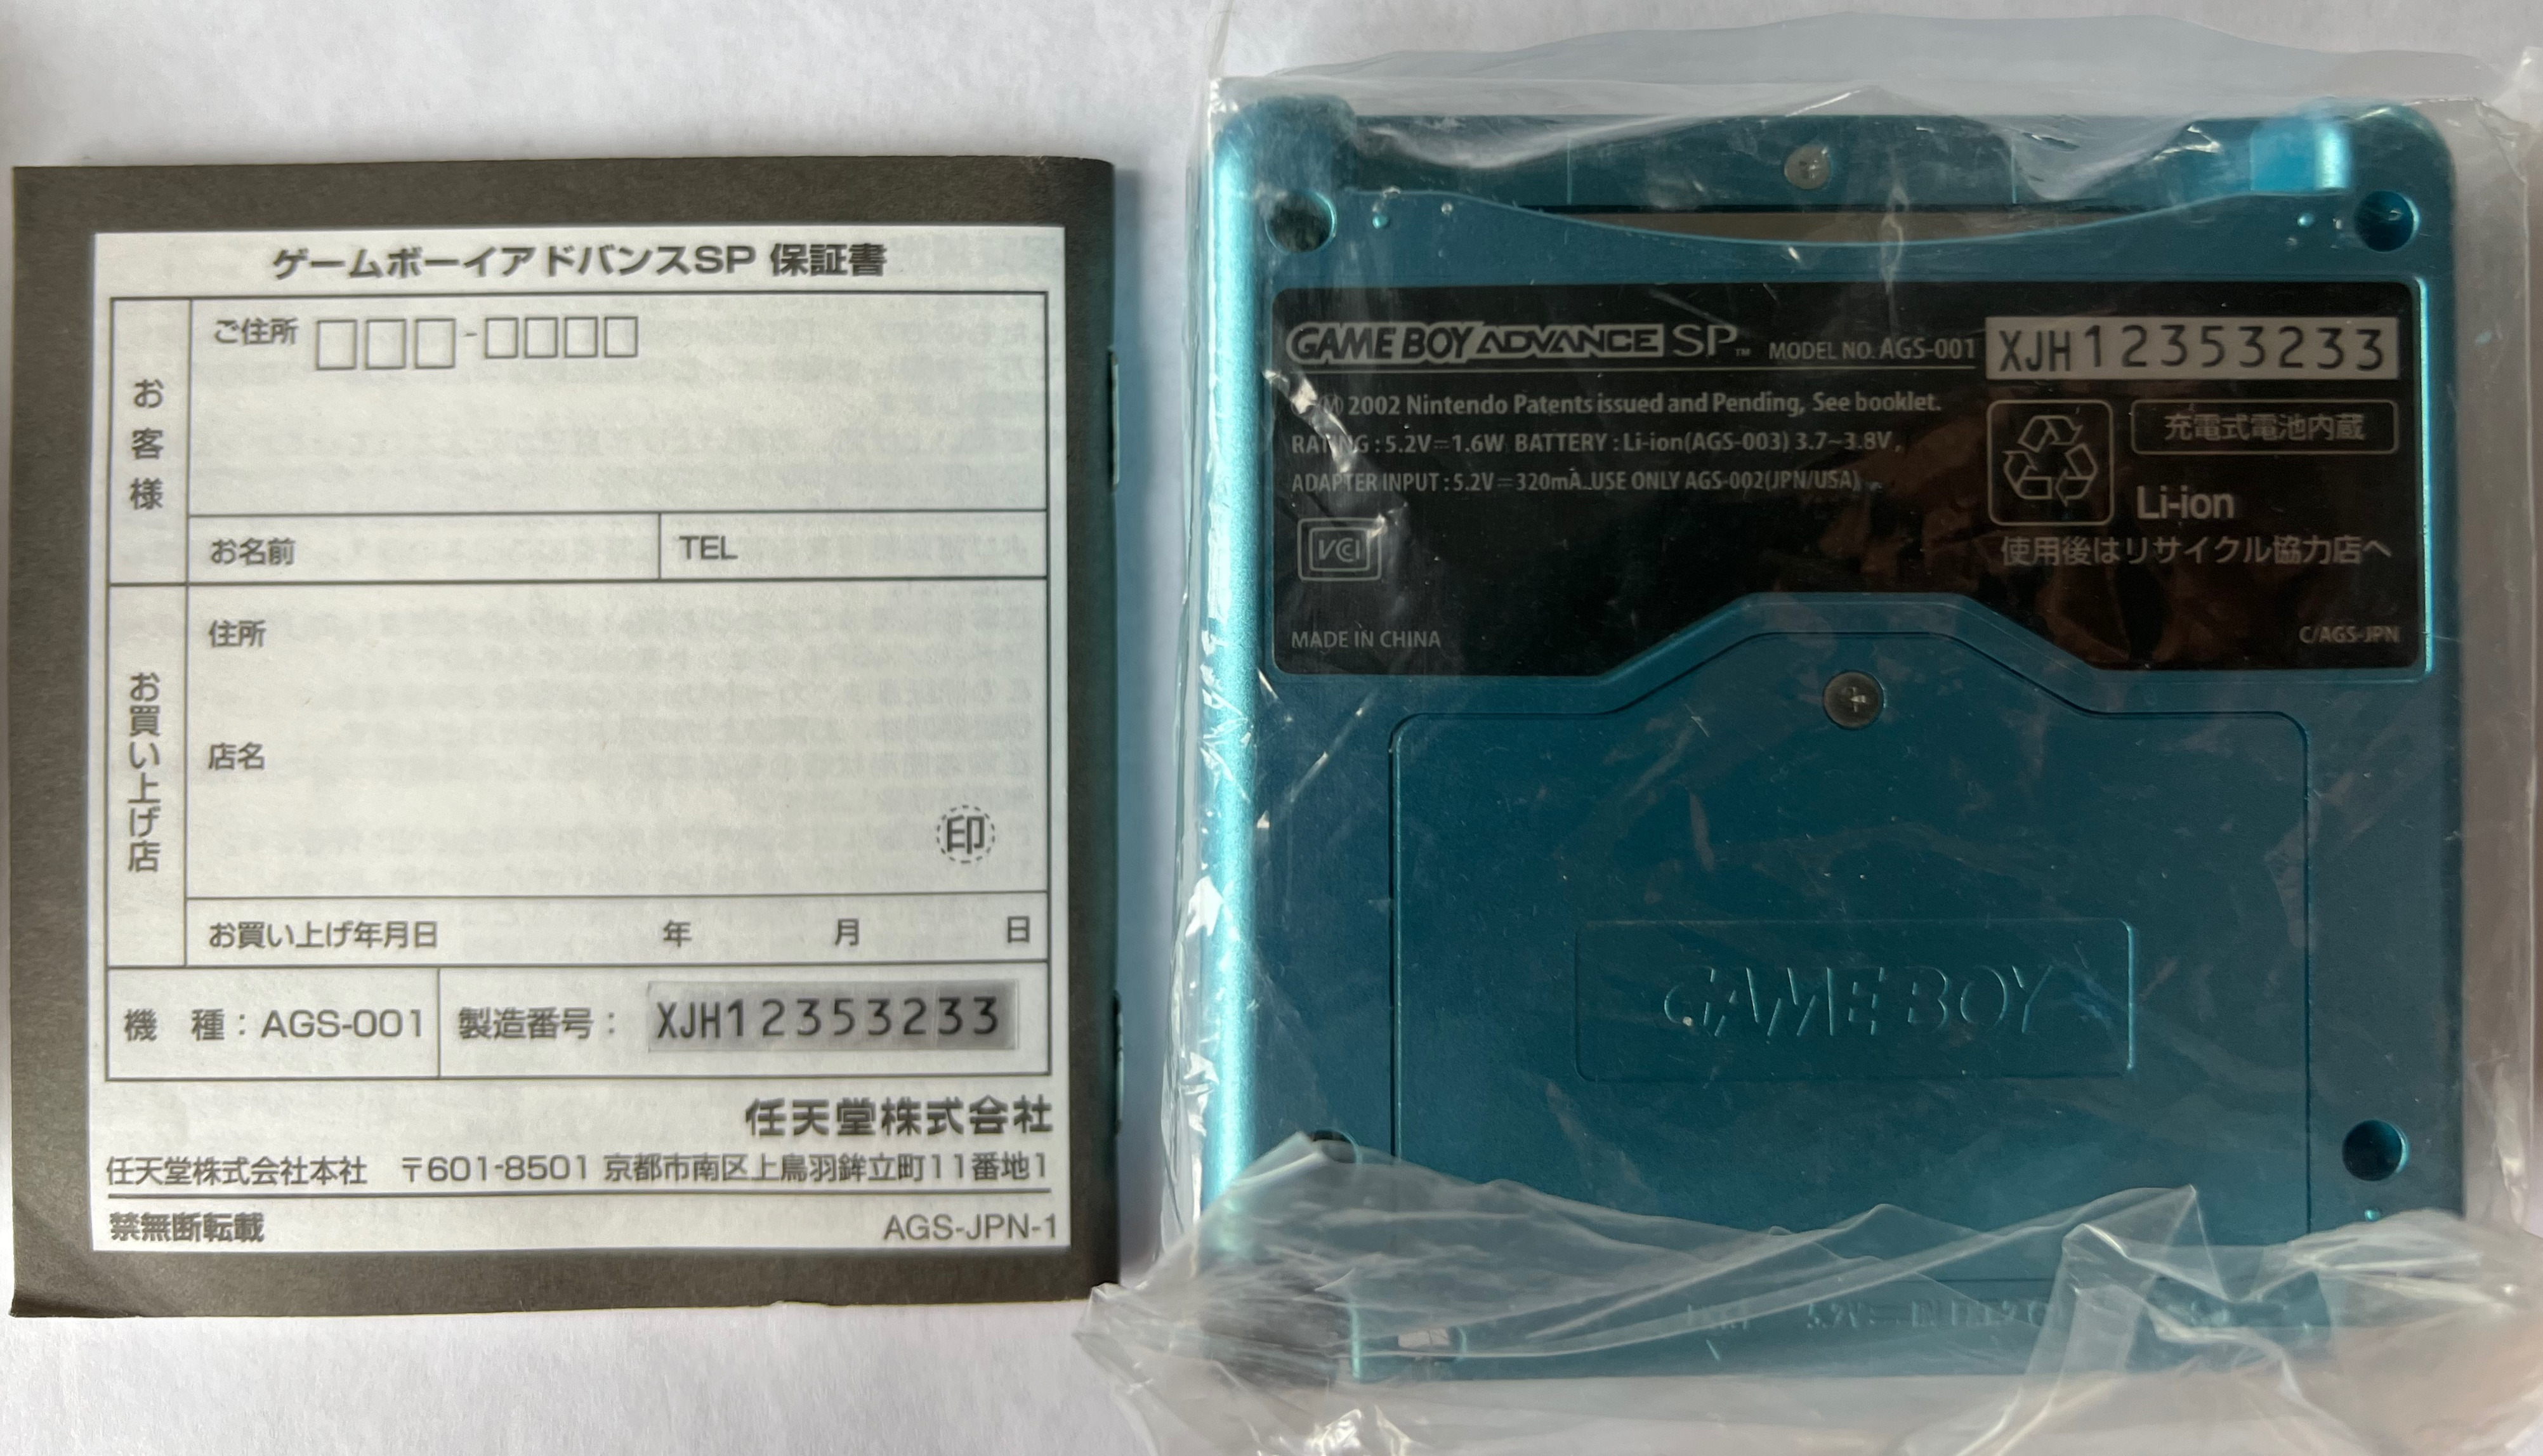 ゲームボーイアドバンスSP 保証書
お客様
ご住所 □□□-□□□□
お名前
TEL
お買い上げ店
住所
店名
印
お買い上げ年月日 年 月 日
機 種：AGS-001
製造番号： XJH12353233
任天堂株式会社
任天堂株式会社本社 〒601-8501 京都市南区上鳥羽鉾立町11番地1
禁無断転載 AGS-JPN-1
GAME BOY ADVANCE SP™ MODEL NO. AGS-001
XJH12353233
2002 Nintendo Patents issued and Pending, See booklet.
RATING : 5.2V⎓1.6W BATTERY : Li-ion(AGS-003) 3.7–3.8V,
ADAPTER INPUT : 5.2V⎓320mA. USE ONLY AGS-002(JPN/USA)
充電式電池内蔵
Li-ion
使用後はリサイクル協力店へ
VCI
MADE IN CHINA
C/AGS-JPN
GAME BOY